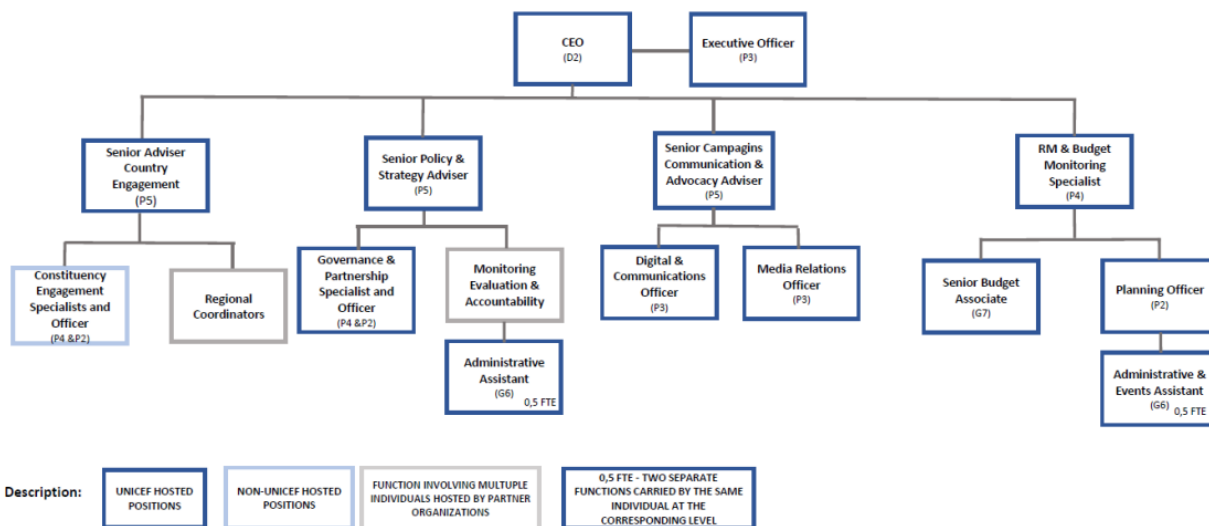 CEO
(D2)
Executive Officer
(P3)
Senior Adviser
Country
Engagement
(P5)
Senior Policy &
Strategy Adviser
(P5)
Senior Campagins
Communication &
Advocacy Adviser
(P5)
RM & Budget
Monitoring
Specialist
(P4)
Constituency
Engagement
Specialists and
Officer
(P4 &P2)
Regional
Coordinators
Governance &
Partnership
Specialist and
Officer
(P4 &P2)
Monitoring
Evaluation &
Accountability
Digital &
Communications
Officer
(P3)
Media Relations
Officer
(P3)
Senior Budget
Associate
(G7)
Planning Officer
(P2)
Administrative
Assistant
(G6)
0,5 FTE
Administrative &
Events Assistant
(G6)
0,5 FTE
Description:
UNICEF HOSTED
POSITIONS
NON-UNICEF HOSTED
POSITIONS
FUNCTION INVOLVING MULTUPLE
INDIVIDUALS HOSTED BY PARTNER
ORGANIZATIONS
0,5 FTE - TWO SEPARATE
FUNCTIONS CARRIED BY THE SAME
INDIVIDUAL AT THE
CORRESPONDING LEVEL